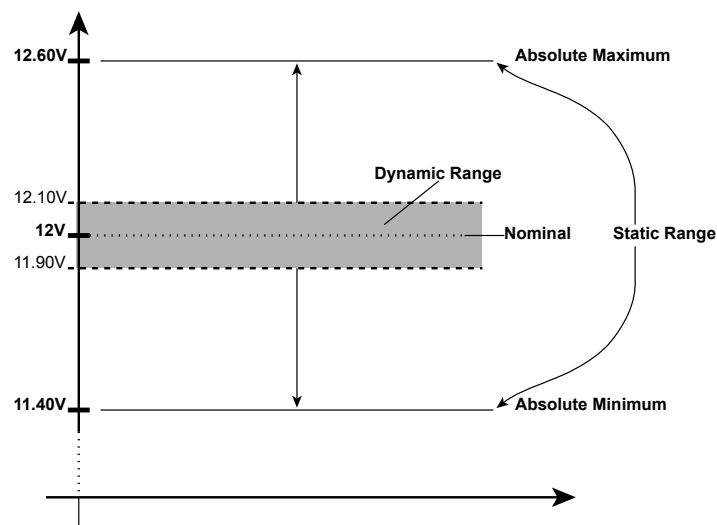 12.60V
Absolute Maximum
Dynamic Range
12.10V
12V
Nominal
Static Range
11.90V
11.40V
Absolute Minimum